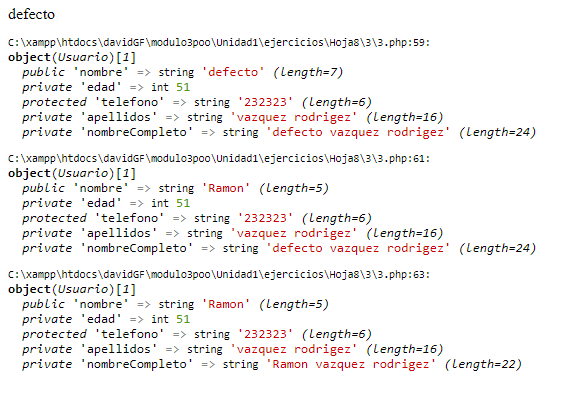 defecto
C:\xampp\htdocs\davidGF\modulo3poo\Unidad1\ejercicios\Hoja8\3\3.php:59:
object(Usuario)[1]
public 'nombre' => string 'defecto' (length=7)
private 'edad' => int 51
protected 'telefono' => string '232323' (length=6)
private 'apellidos' => string 'vazquez rodrigez' (length=16)
private 'nombreCompleto' => string 'defecto vazquez rodrigez' (length=24)
C:\xampp\htdocs\davidGF\modulo3poo\Unidad1\ejercicios\Hoja8\3\3.php:61:
object(Usuario)[1]
public 'nombre' => string 'Ramon' (length=5)
private 'edad' => int 51
protected 'telefono' => string '232323' (length=6)
private 'apellidos' => string 'vazquez rodrigez' (length=16)
private 'nombreCompleto' => string 'defecto vazquez rodrigez' (length=24)
C:\xampp\htdocs\davidGF\modulo3poo\Unidad1\ejercicios\Hoja8\3\3.php:63:
object(Usuario)[1]
public 'nombre' => string 'Ramon' (length=5)
private 'edad' => int 51
protected 'telefono' => string '232323' (length=6)
private 'apellidos' => string 'vazquez rodrigez' (length=16)
private 'nombreCompleto' => string 'Ramon vazquez rodrigez' (length=22)